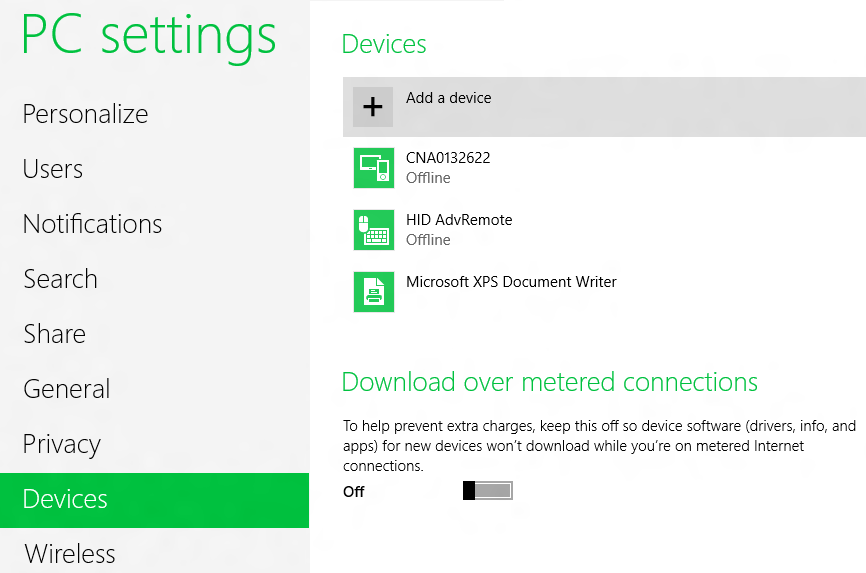 PC settings
Personalize
Users
Notifications
Search
Share
General
Privacy
Devices
Wireless
Devices
Add a device
CNA0132622
Offline
HID AdvRemote
Offline
Microsoft XPS Document Writer
Download over metered connections
To help prevent extra charges, keep this off so device software (drivers, info, and
apps) for new devices won't download while you're on metered Internet
connections.
Off